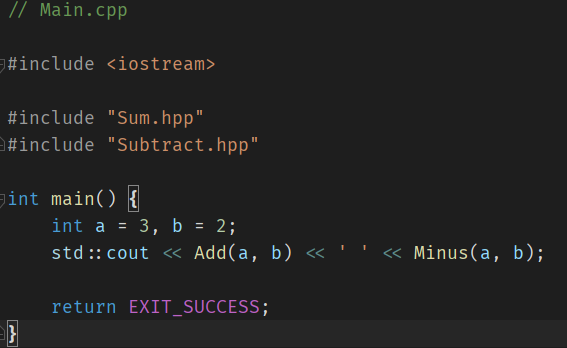 // Main.cpp
#include <iostream>
#include "Sum.hpp"
#include "Subtract.hpp"
int main() {
    int a = 3, b = 2;
    std::cout << Add(a, b) << ' ' << Minus(a, b);
    return EXIT_SUCCESS;
}